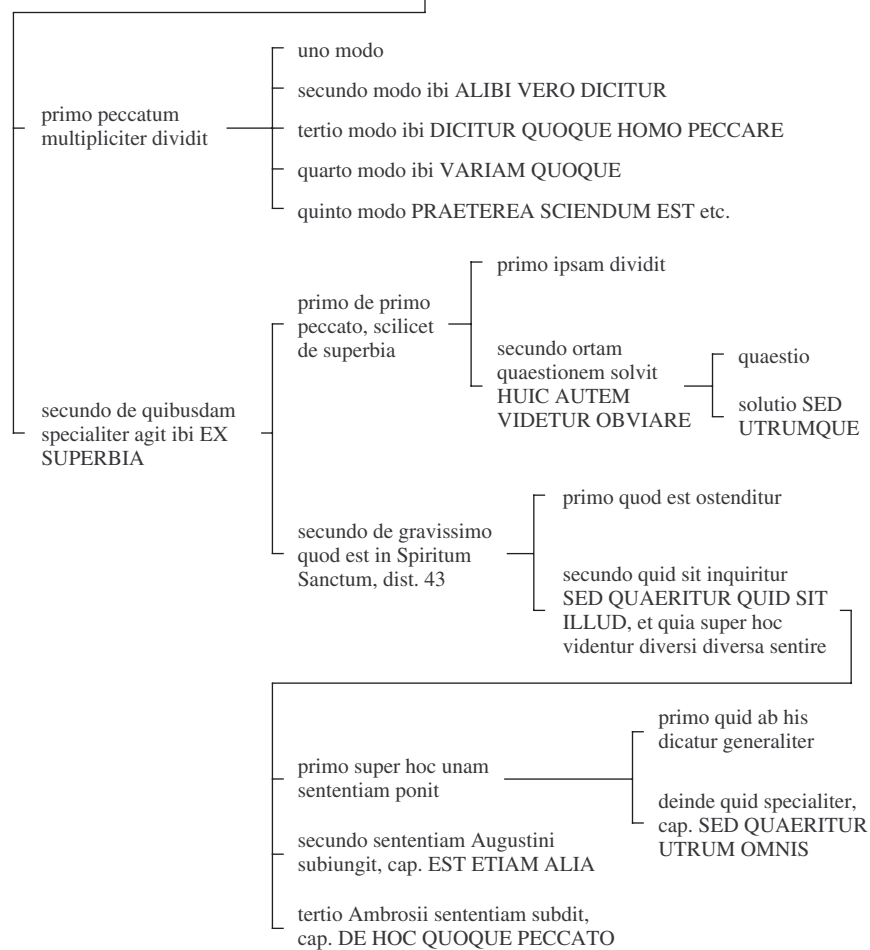 primo peccatum
multipliciter dividit
uno modo
secundo modo ibi ALIBI VERO DICITUR
tertio modo ibi DICITUR QUOQUE HOMO PECCARE
quarto modo ibi VARIAM QUOQUE
quinto modo PRAETEREA SCIENDUM EST etc.
secundo de quibusdam
specialiter agit ibi EX
SUPERBIA
primo de primo
peccato, scilicet
de superbia
primo ipsam dividit
secundo ortam
quaestionem solvit
HUIC AUTEM
VIDETUR OBVIARE
quaestio
solutio SED
UTRUMQUE
secundo de gravissimo
quod est in Spiritum
Sanctum, dist. 43
primo quod est ostenditur
secundo quid sit inquiritur
SED QUAERITUR QUID SIT
ILLUD, et quia super hoc
videntur diversi diversa sentire
primo super hoc unam
sententiam ponit
primo quid ab his
dicatur generaliter
deinde quid specialiter,
cap. SED QUAERITUR
UTRUM OMNIS
secundo sententiam Augustini
subiungit, cap. EST ETIAM ALIA
tertio Ambrosii sententiam subdit,
cap. DE HOC QUOQUE PECCATO